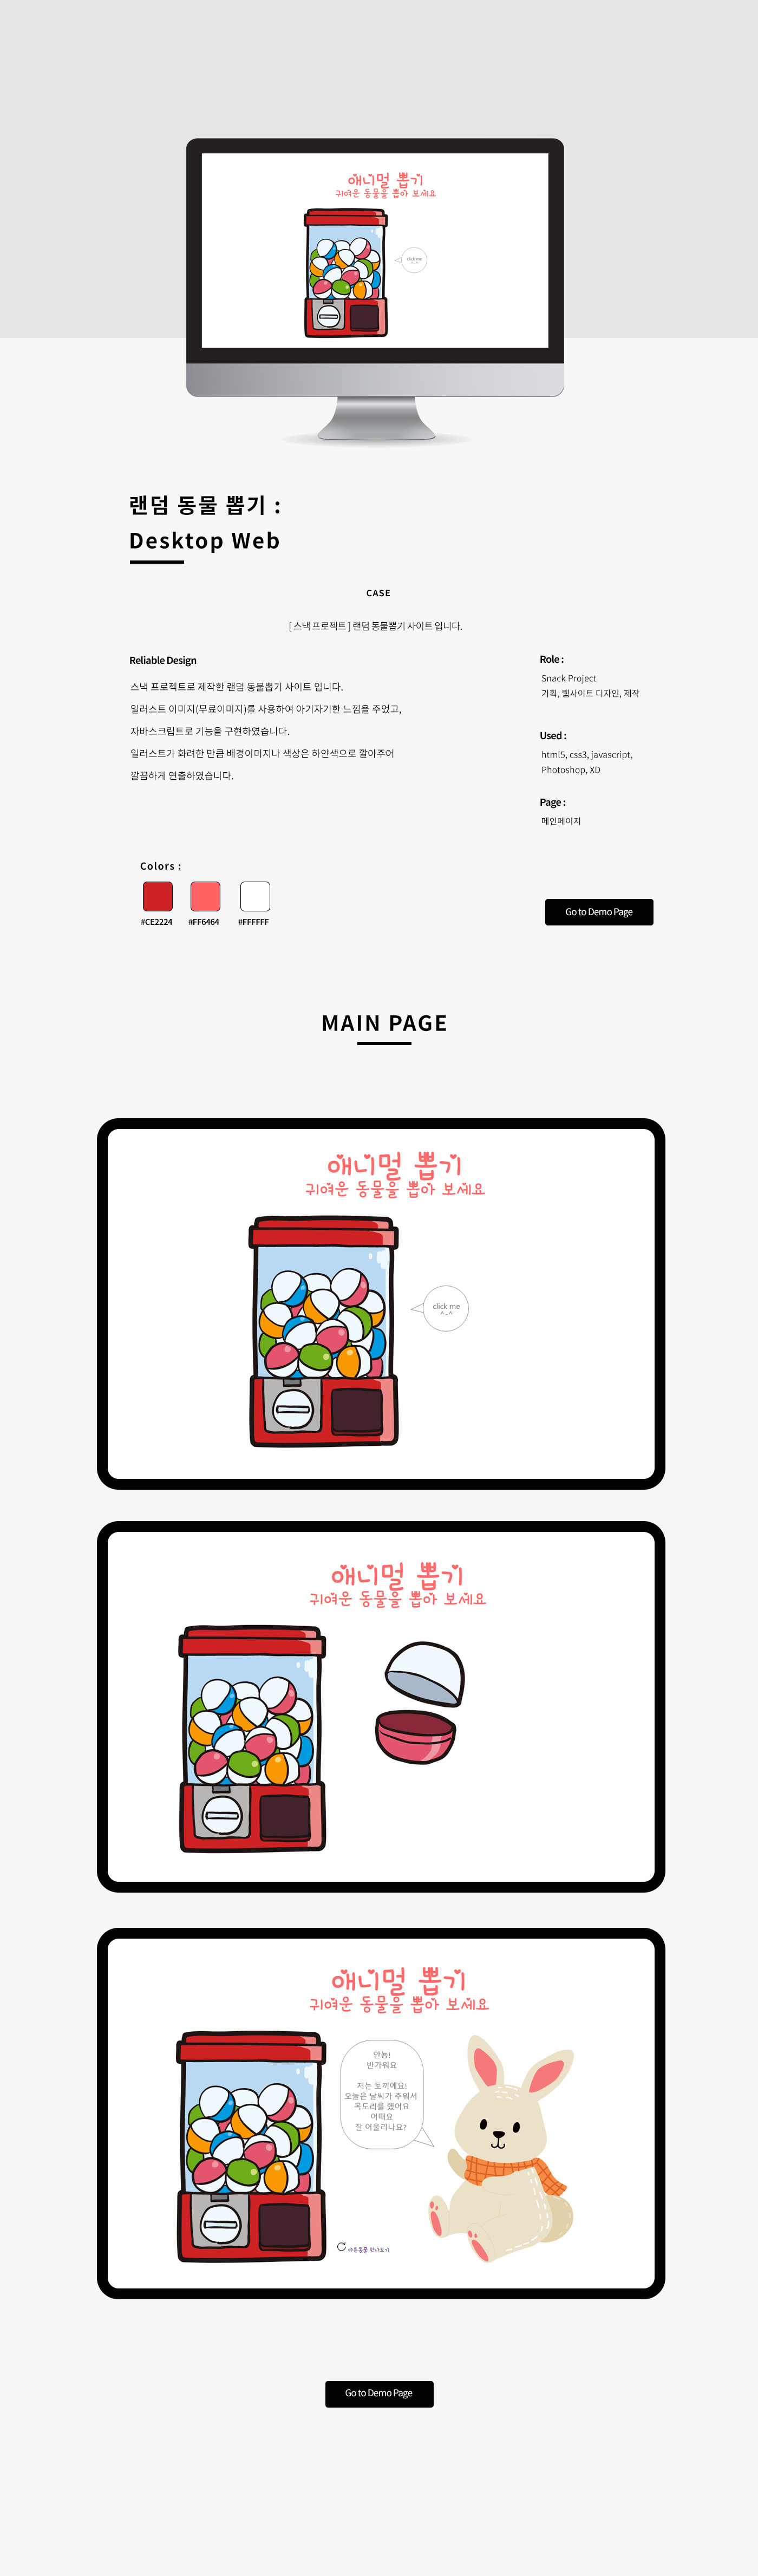 애니멀 뽑기
귀여운 동물을 뽑아 보세요
click me
^_^
랜덤 동물 뽑기 :
Desktop Web
CASE
[ 스낵 프로젝트 ] 랜덤 동물뽑기 사이트 입니다.
Reliable Design
스낵 프로젝트로 제작한 랜덤 동물뽑기 사이트 입니다.
일러스트 이미지(무료이미지)를 사용하여 아기자기한 느낌을 주었고,
자바스크립트로 기능을 구현하였습니다.
일러스트가 화려한 만큼 배경이미지나 색상은 하얀색으로 깔아주어
깔끔하게 연출하였습니다.
Role :
Snack Project
기획, 웹사이트 디자인, 제작
Used :
html5, css3, javascript,
Photoshop, XD
Page :
메인페이지
Colors :
#CE2224 #FF6464 #FFFFFF
Go to Demo Page
MAIN PAGE
애니멀 뽑기
귀여운 동물을 뽑아 보세요
click me
^_^
애니멀 뽑기
귀여운 동물을 뽑아 보세요
애니멀 뽑기
귀여운 동물을 뽑아 보세요
안뇽!
반가워요
저는 토끼에요!
오늘은 날씨가 추워서
목도리를 했어요
어때요
잘 어울리나요?
다른동물 만나보기
Go to Demo Page